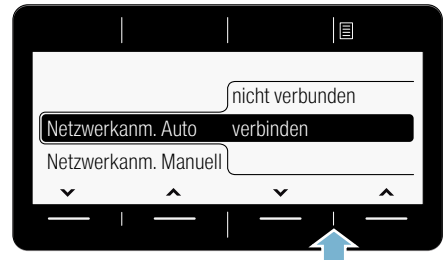 nicht verbunden
Netzwerkanm. Auto verbinden
Netzwerkanm. Manuell